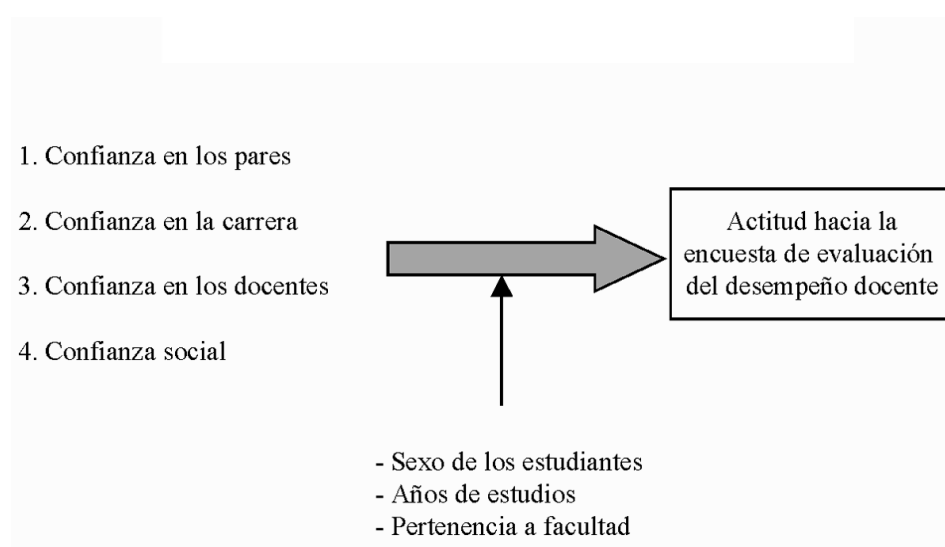 1. Confianza en los pares
2. Confianza en la carrera
3. Confianza en los docentes
4. Confianza social
Actitud hacia la
encuesta de evaluación
del desempeño docente
- Sexo de los estudiantes
- Años de estudios
- Pertenencia a facultad